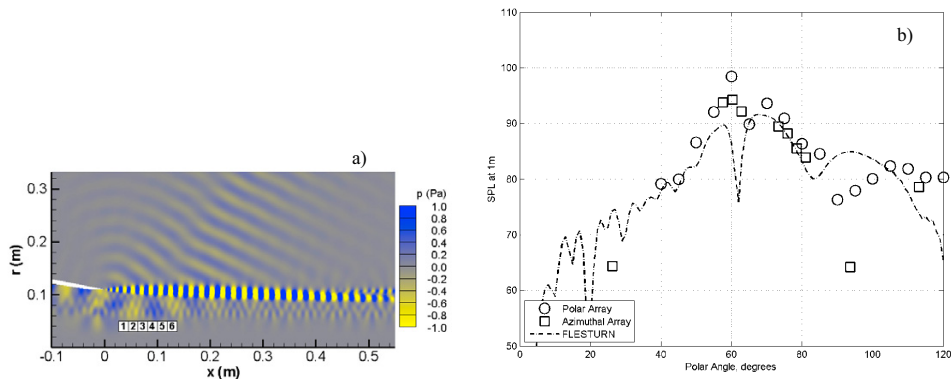 a)
p (Pa)
1.0
0.8
0.6
0.4
0.2
0.0
-0.2
-0.4
-0.6
-0.8
-1.0
r (m)
0.3
0.2
0.1
1 2 3 4 5 6
-0.1 0 0.1 0.2 0.3 0.4 0.5
x (m)
b)
SPL at 1m
100
90
80
70
60
50
Polar Array
Azimuthal Array
FLESTURN
0 20 40 60 80 100 120
Polar Angle, degrees